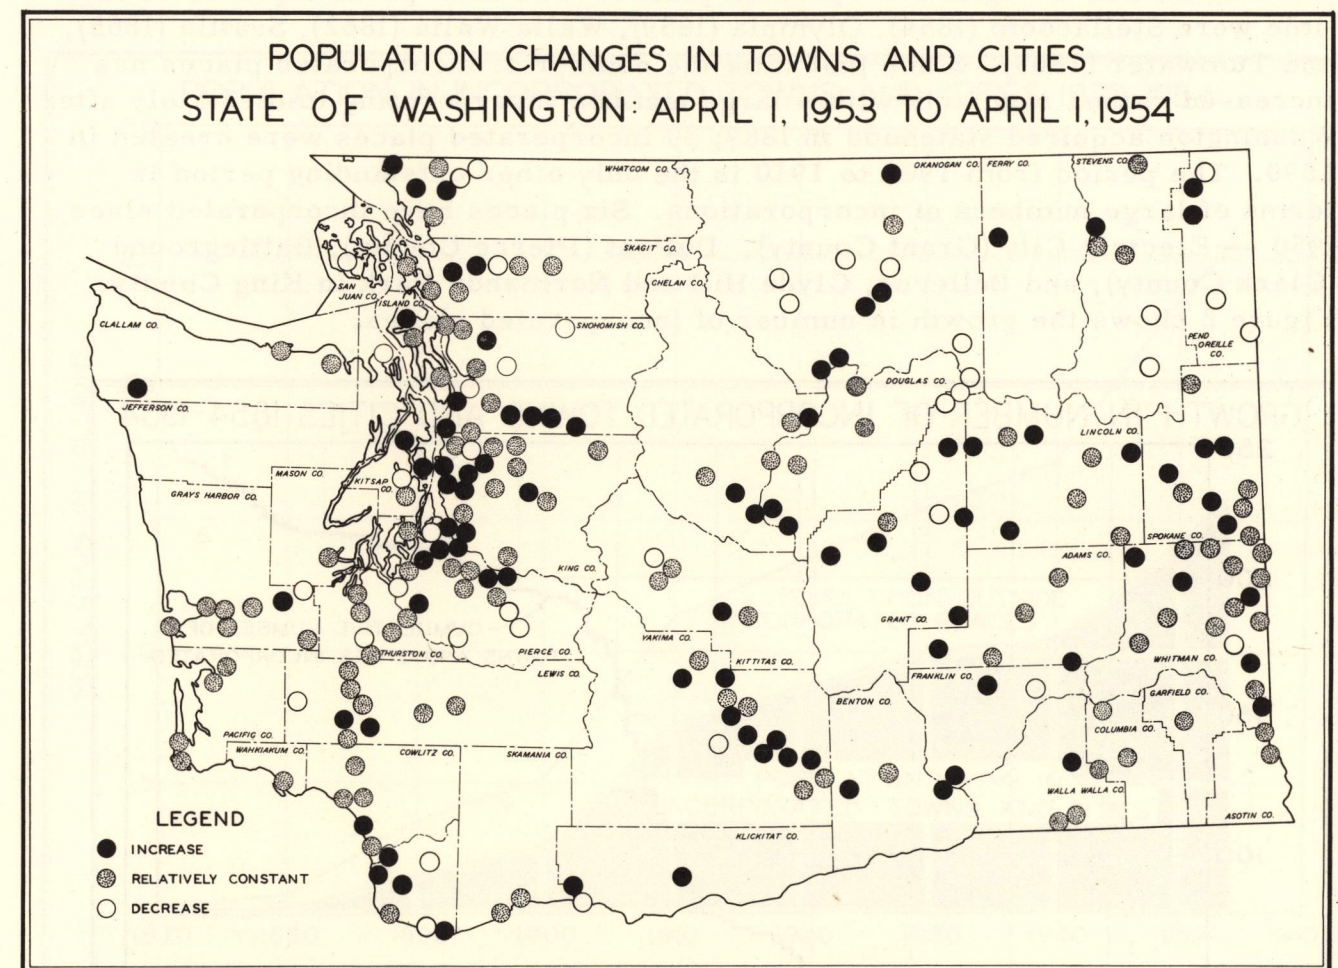 POPULATION CHANGES IN TOWNS AND CITIES
STATE OF WASHINGTON: APRIL 1, 1953 TO APRIL 1, 1954
WHATCOM CO.
OKANOGAN CO.
FERRY CO.
STEVENS CO.
SKAGIT CO.
SAN
JUAN CO.
ISLAND CO.
CHELAN CO.
SNOHOMISH CO.
CLALLAM CO.
PEND
OREILLE
CO.
DOUGLAS CO.
JEFFERSON CO.
LINCOLN CO.
MASON CO.
KITSAP
CO.
GRAYS HARBOR CO.
SPOKANE CO.
ADAMS CO.
KING CO.
GRANT CO.
YAKIMA CO.
THURSTON CO.
PIERCE CO.
KITTITAS CO.
WHITMAN CO.
LEWIS CO.
FRANKLIN CO.
GARFIELD CO.
BENTON CO.
COLUMBIA CO.
PACIFIC CO.
WAHKIAKUM CO.
COWLITZ CO.
SKAMANIA CO.
WALLA WALLA CO.
ASOTIN CO.
KLICKITAT CO.
LEGEND
INCREASE
RELATIVELY CONSTANT
DECREASE